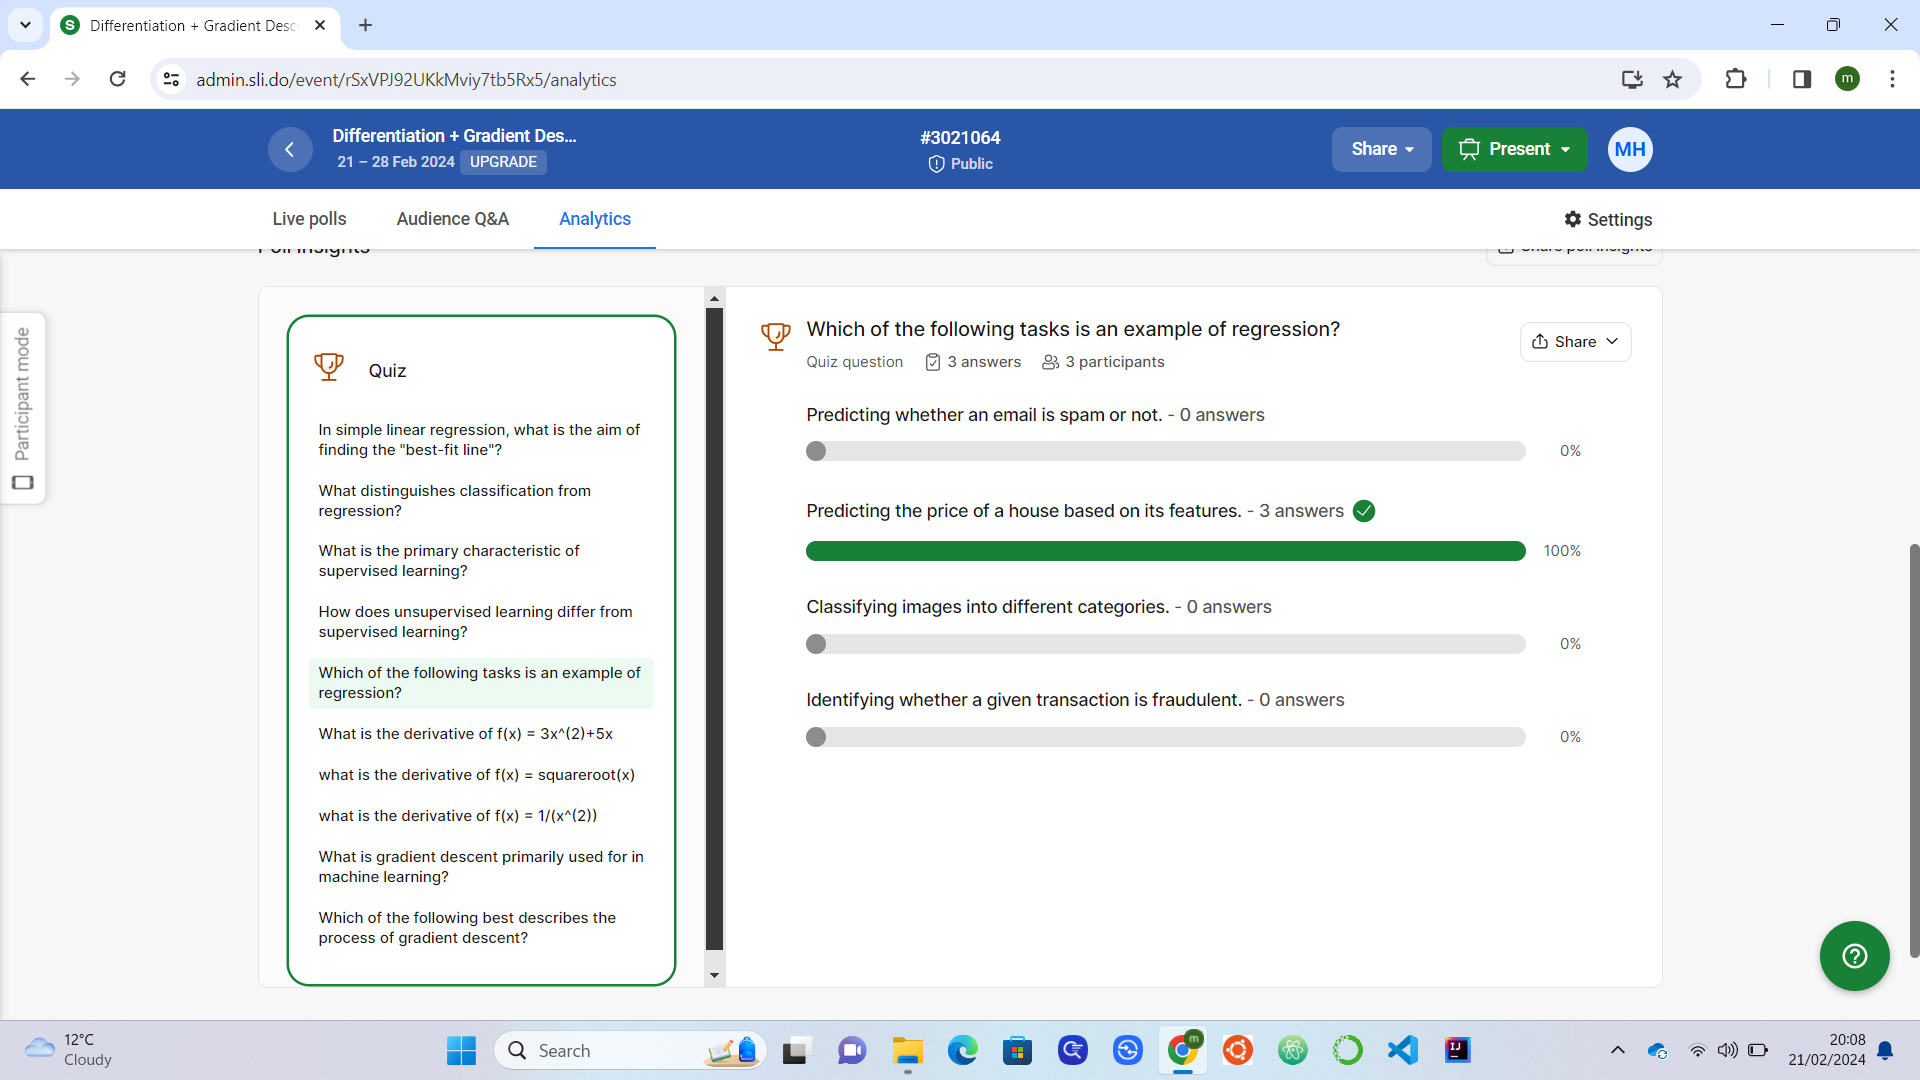 Differentiation + Gradient Desc
admin.sli.do/event/rSxVPJ92UKkMviy7tb5Rx5/analytics
m
Differentiation + Gradient Des...
21 – 28 Feb 2024 UPGRADE
#3021064
Public
Share
Present
MH
Live polls
Audience Q&A
Analytics
Settings
Poll insights
Share poll insights
Participant mode
Quiz
In simple linear regression, what is the aim of
finding the "best-fit line"?
What distinguishes classification from
regression?
What is the primary characteristic of
supervised learning?
How does unsupervised learning differ from
supervised learning?
Which of the following tasks is an example of
regression?
What is the derivative of f(x) = 3x^(2)+5x
what is the derivative of f(x) = squareroot(x)
what is the derivative of f(x) = 1/(x^(2))
What is gradient descent primarily used for in
machine learning?
Which of the following best describes the
process of gradient descent?
Which of the following tasks is an example of regression?
Quiz question 3 answers 3 participants
Share
Predicting whether an email is spam or not. - 0 answers
0%
Predicting the price of a house based on its features. - 3 answers
100%
Classifying images into different categories. - 0 answers
0%
Identifying whether a given transaction is fraudulent. - 0 answers
0%
12°C
Cloudy
Search
m
IJ
20:08
21/02/2024